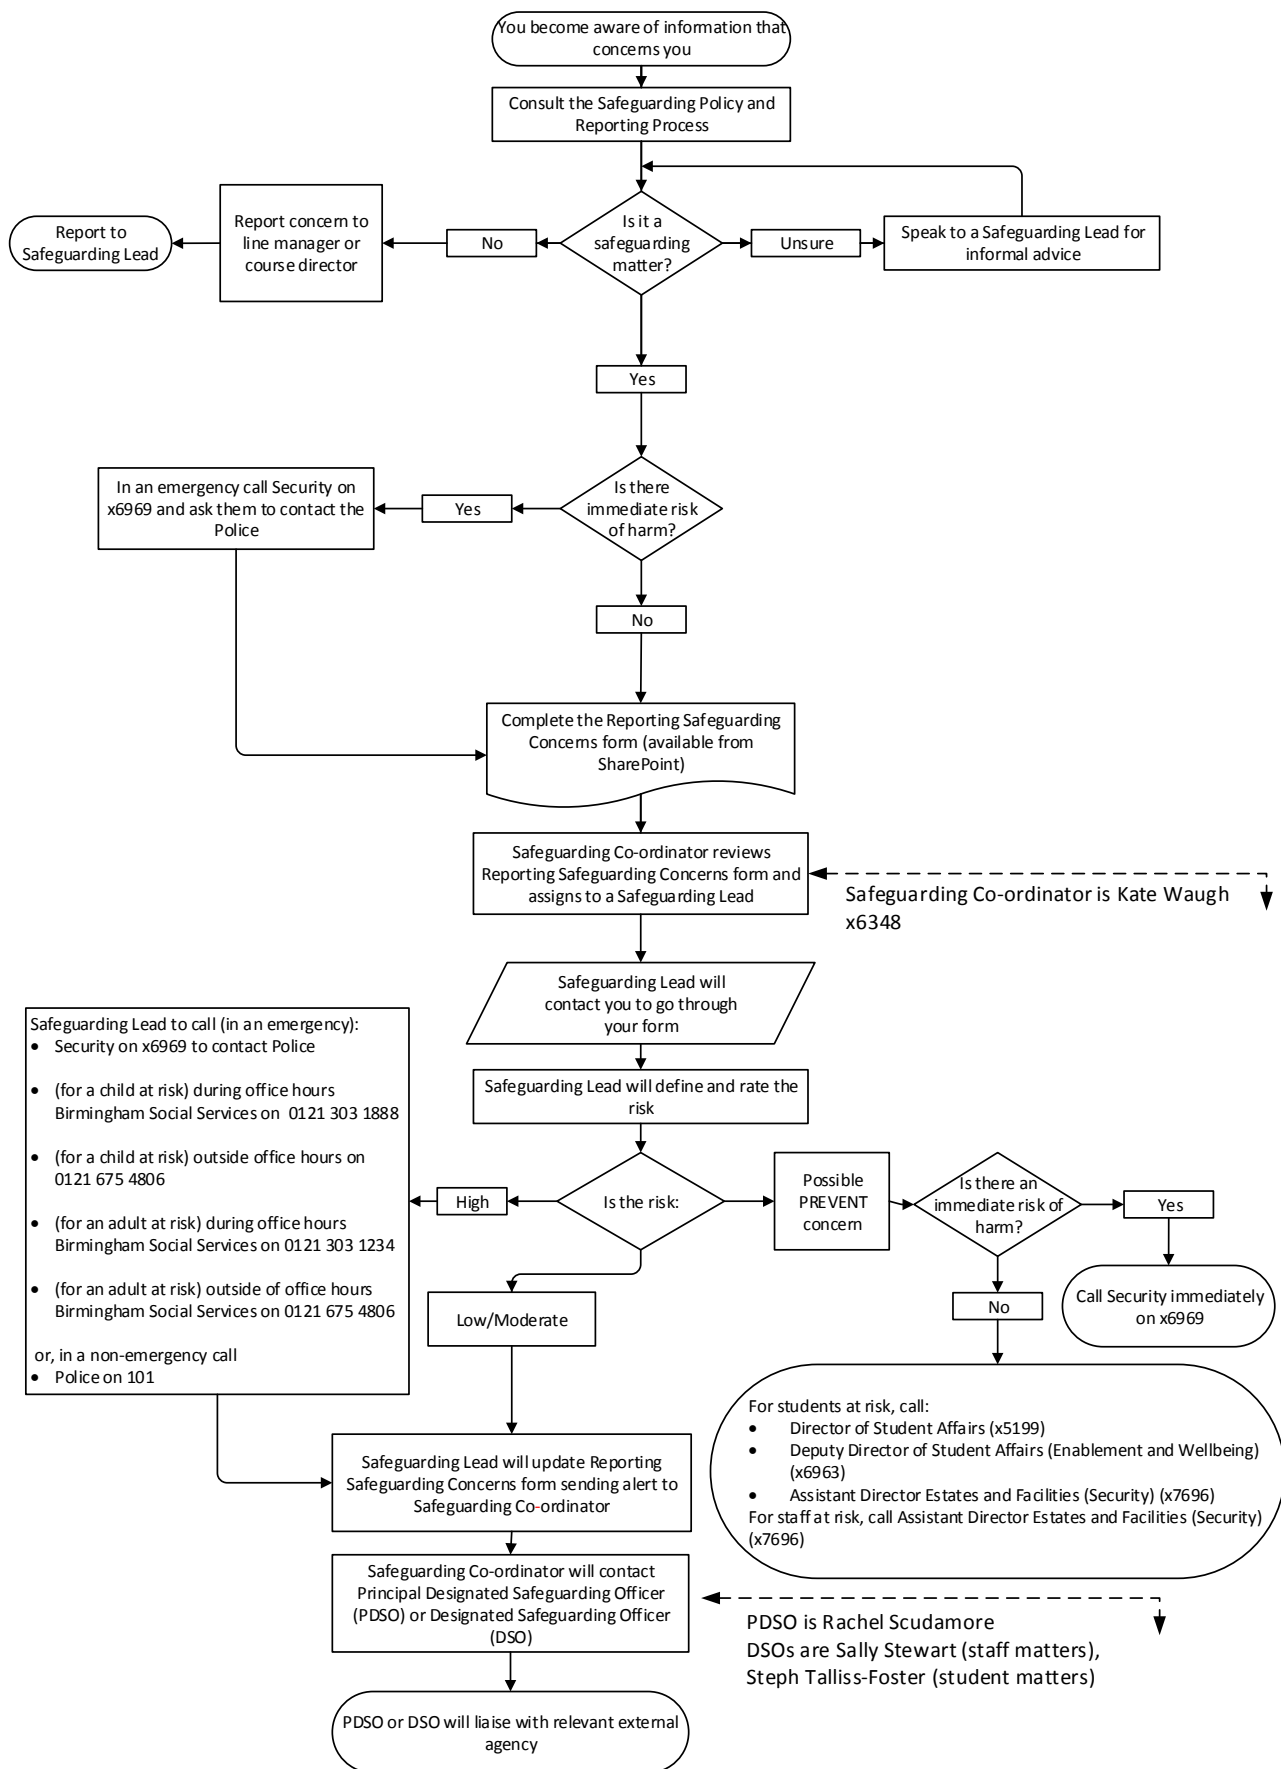 You become aware of information that
concerns you
Consult the Safeguarding Policy and
Reporting Process
Report to
Safeguarding Lead
Report concern to
line manager or
course director
No
Is it a
safeguarding
matter?
Unsure
Speak to a Safeguarding Lead for
informal advice
Yes
In an emergency call Security on
x6969 and ask them to contact the
Police
Yes
Is there
immediate risk
of harm?
No
Complete the Reporting Safeguarding
Concerns form (available from
SharePoint)
Safeguarding Co-ordinator reviews
Reporting Safeguarding Concerns form and
assigns to a Safeguarding Lead
Safeguarding Co-ordinator is Kate Waugh
x6348
Safeguarding Lead will
contact you to go through
your form
Safeguarding Lead will define and rate the
risk
Safeguarding Lead to call (in an emergency):
• Security on x6969 to contact Police
• (for a child at risk) during office hours
Birmingham Social Services on 0121 303 1888
• (for a child at risk) outside office hours on
0121 675 4806
• (for an adult at risk) during office hours
Birmingham Social Services on 0121 303 1234
• (for an adult at risk) outside of office hours
Birmingham Social Services on 0121 675 4806
or, in a non-emergency call
• Police on 101
High
Is the risk:
Possible
PREVENT
concern
Is there an
immediate risk of
harm?
Yes
Call Security immediately
on x6969
No
Low/Moderate
For students at risk, call:
• Director of Student Affairs (x5199)
• Deputy Director of Student Affairs (Enablement and Wellbeing)
(x6963)
• Assistant Director Estates and Facilities (Security) (x7696)
For staff at risk, call Assistant Director Estates and Facilities (Security)
(x7696)
Safeguarding Lead will update Reporting
Safeguarding Concerns form sending alert to
Safeguarding Co-ordinator
Safeguarding Co-ordinator will contact
Principal Designated Safeguarding Officer
(PDSO) or Designated Safeguarding Officer
(DSO)
PDSO is Rachel Scudamore
DSOs are Sally Stewart (staff matters),
Steph Talliss-Foster (student matters)
PDSO or DSO will liaise with relevant external
agency